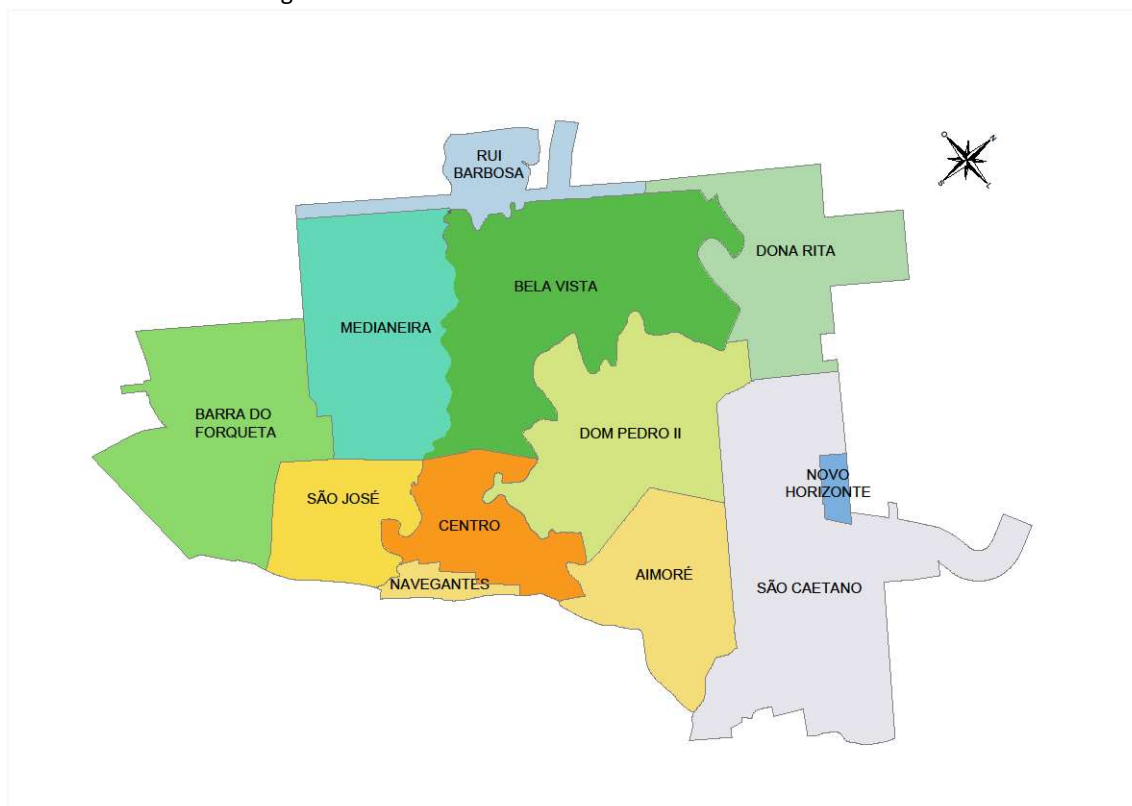 RUI
BARBOSA
O
N
S
L
DONA RITA
BELA VISTA
MEDIANEIRA
BARRA DO
FORQUETA
DOM PEDRO II
NOVO
HORIZONTE
SÃO JOSÉ
CENTRO
NAVEGANTES
AIMORÉ
SÃO CAETANO